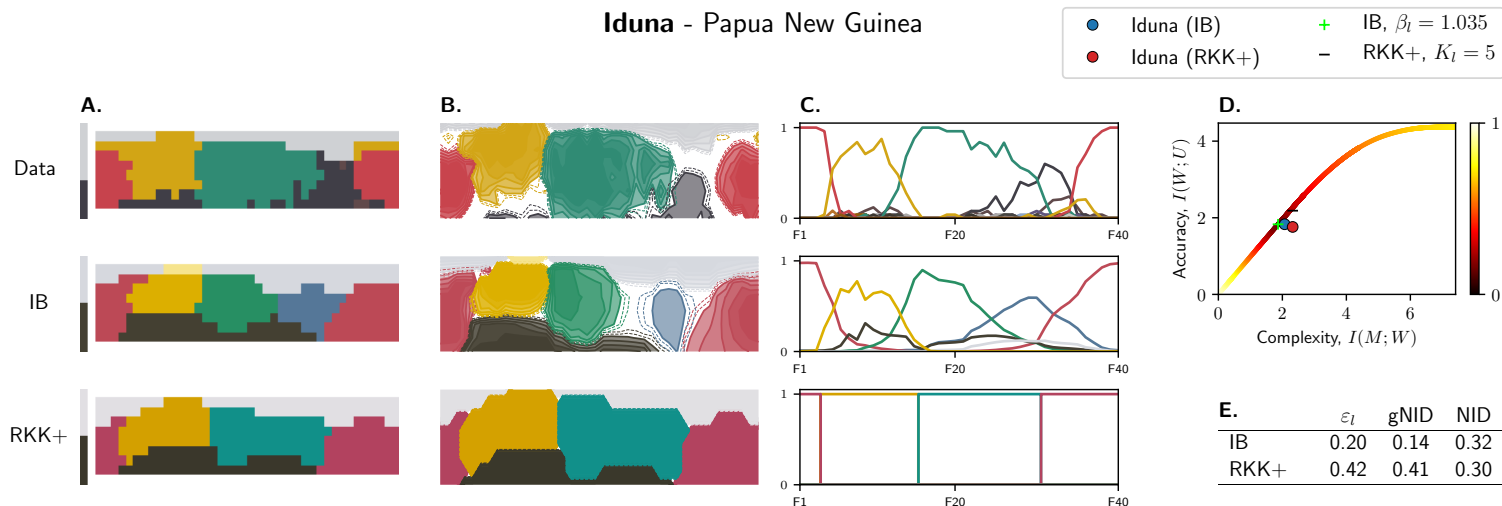 Iduna - Papua New Guinea
Iduna (IB)
Iduna (RKK+)
IB, β_l = 1.035
RKK+, K_l = 5
A.
B.
C.
D.
Data
IB
RKK+
1
0
F1
F20
F40
1
0
F1
F20
F40
1
0
F1
F20
F40
Accuracy, I(W; U)
4
2
0
0
2
4
6
Complexity, I(M; W)
1
0
E.
ε_l gNID NID
IB 0.20 0.14 0.32
RKK+ 0.42 0.41 0.30